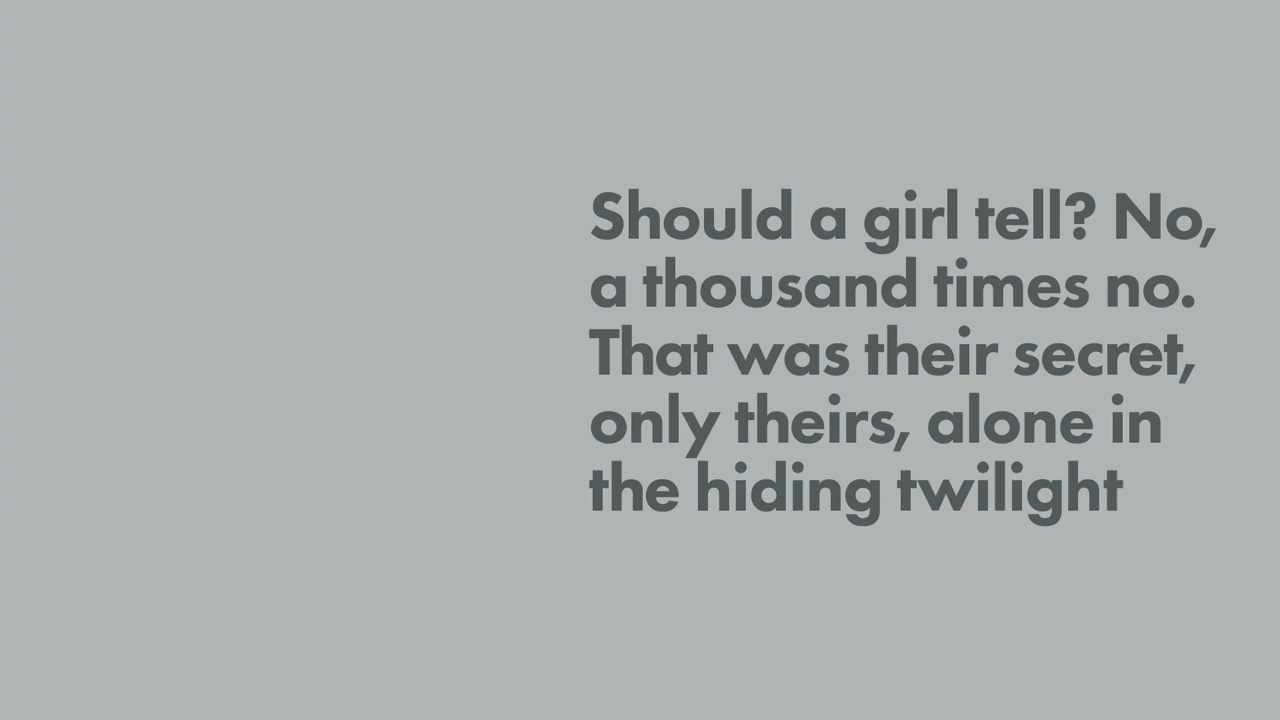 Should a girl tell? No,
a thousand times no.
That was their secret,
only theirs, alone in
the hiding twilight